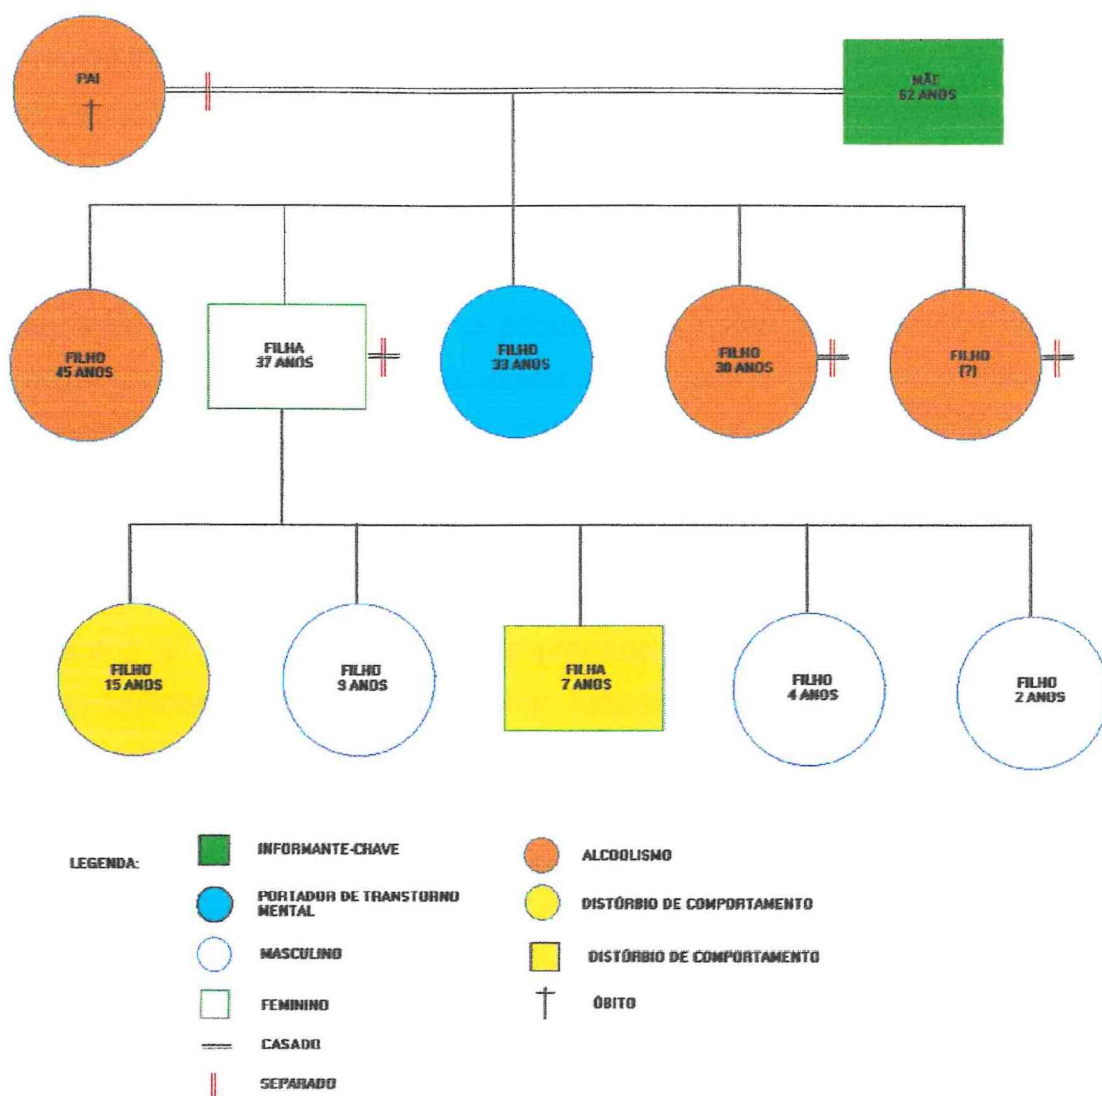 PAI
MÃE
62 ANOS
FILHO
45 ANOS
FILHA
37 ANOS
FILHO
33 ANOS
FILHO
30 ANOS
FILHO
(?)
FILHO
15 ANOS
FILHO
9 ANOS
FILHA
7 ANOS
FILHO
4 ANOS
FILHO
2 ANOS
LEGENDA:
INFORMANTE-CHAVE
PORTADOR DE TRANSTORNO
MENTAL
MASCULINO
FEMININO
CASADO
SEPARADO
ALCOOLISMO
DISTÚRBIO DE COMPORTAMENTO
DISTÚRBIO DE COMPORTAMENTO
ÓBITO